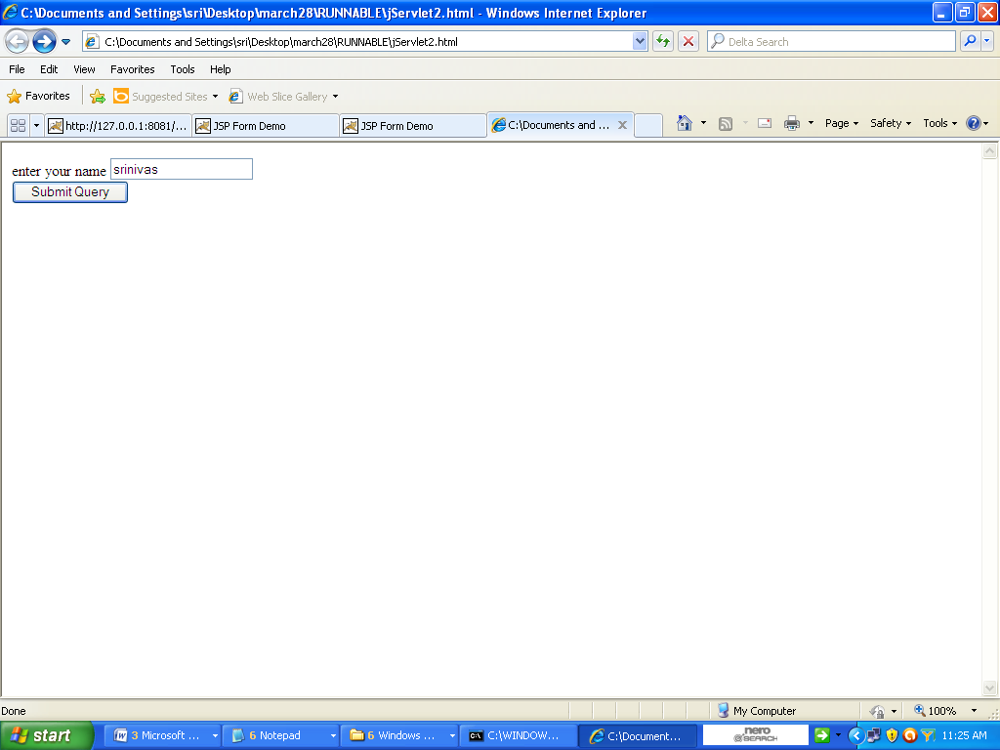 C:\Documents and Settings\sri\Desktop\march28\RUNNABLE\jServlet2.html - Windows Internet Explorer
C:\Documents and Settings\sri\Desktop\march28\RUNNABLE\jServlet2.html
Delta Search
File Edit View Favorites Tools Help
Favorites Suggested Sites Web Slice Gallery
http://127.0.0.1:8081/... JSP Form Demo JSP Form Demo C:\Documents and ... Page Safety Tools
enter your name srinivas
Submit Query
Done My Computer 100%
start 3 Microsoft ... 6 Notepad 6 Windows ... C:\WINDOW... C:\Document... nero @SEARCH 11:25 AM